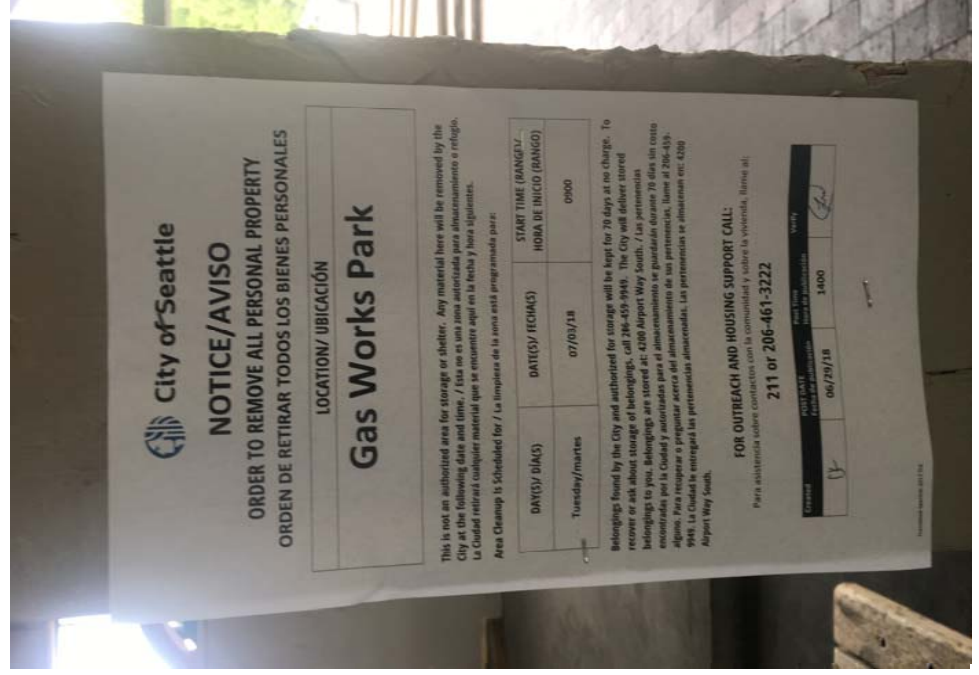 City of Seattle
NOTICE/AVISO
ORDER TO REMOVE ALL PERSONAL PROPERTY
ORDEN DE RETIRAR TODOS LOS BIENES PERSONALES
LOCATION/ UBICACIÓN
Gas Works Park
This is not an authorized area for storage or shelter. Any material here will be removed by the
City at the following date and time. / Esta no es una zona autorizada para almacenamiento o refugio.
La Ciudad retirará cualquier material que se encuentre aquí en la fecha y hora siguientes.
Area Cleanup Is Scheduled for / La limpieza de la zona está programada para:
DAY(S)/ DÍA(S) DATE(S)/ FECHA(S) START TIME (RANGE)/
HORA DE INICIO (RANGO)
Tuesday/martes 07/03/18 0900
Belongings found by the City and authorized for storage will be kept for 70 days at no charge. To
recover or ask about storage of belongings, call 206-459-9949. The City will deliver stored
belongings to you. Belongings are stored at: 4200 Airport Way South. / Las pertenencias
encontradas por la Ciudad y autorizadas para el almacenamiento se guardarán durante 70 días sin costo
alguno. Para recuperar o preguntar acerca del almacenamiento de sus pertenencias, llame al 206-459-
9949. La Ciudad le entregará las pertenencias almacenadas. Las pertenencias se almacenan en: 4200
Airport Way South.
FOR OUTREACH AND HOUSING SUPPORT CALL:
Para asistencia sobre contactos con la comunidad y sobre la vivienda, llame al:
211 or 206-461-3222
Created POST DATE Post Time Verify
Fecha de publicación Hora de publicación
06/29/18 1400